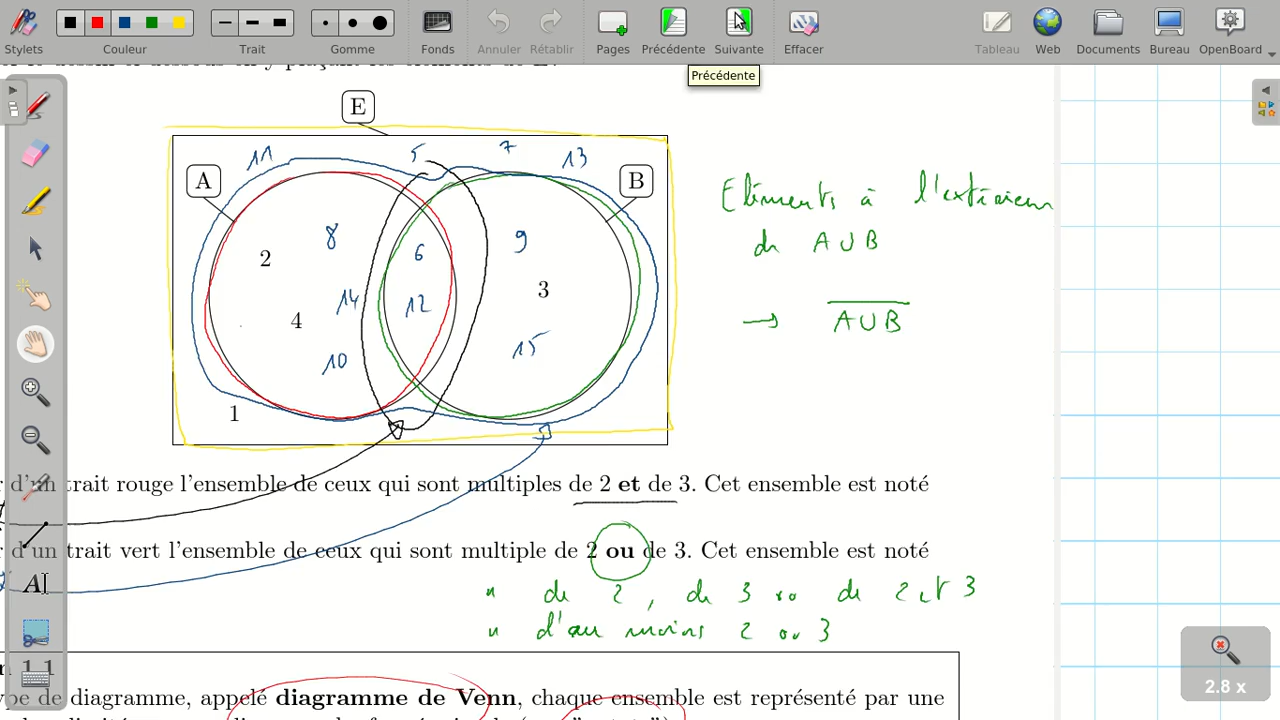 Stylets Couleur Trait Gomme Fonds Annuler Rétablir Pages Précédente Suivante Effacer Tableau Web Documents Bureau OpenBoard
Précédente
E
11 5 7 13
A B
8 6 9
2
14 12 3
4
10 15
1
Eléments à l'extérieur
de A ∪ B
→ A ∪ B
d'un trait rouge l'ensemble de ceux qui sont multiples de 2 et de 3. Cet ensemble est noté
d'un trait vert l'ensemble de ceux qui sont multiple de 2 ou de 3. Cet ensemble est noté
" de 2, de 3 ou de 2 et 3
" d'au moins 2 ou 3
1.1
de diagramme, appelé diagramme de Venn, chaque ensemble est représenté par une
2.8 x